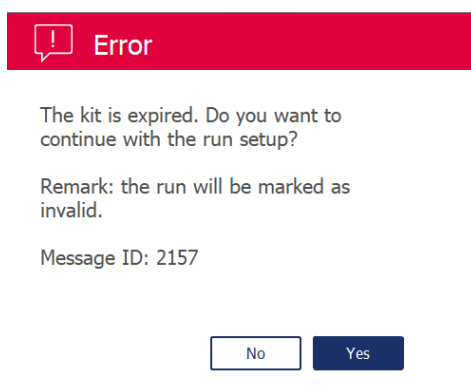 !
Error
The kit is expired. Do you want to
continue with the run setup?
Remark: the run will be marked as
invalid.
Message ID: 2157
No
Yes